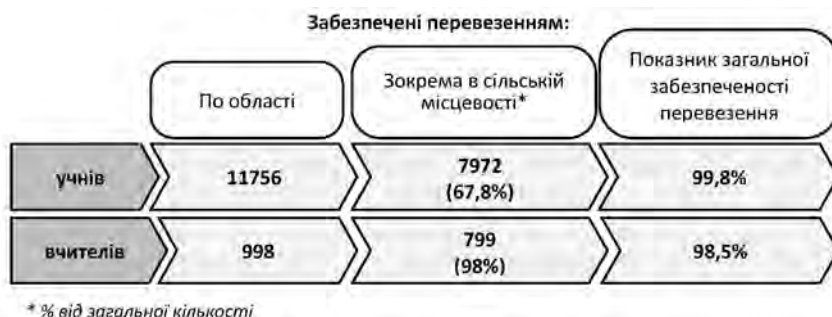 Забезпечені перевезенням:
По області
Зокрема в сільській
місцевості*
Показник загальної
забезпеченості
перевезення
учнів
11756
7972
(67,8%)
99,8%
вчителів
998
799
(98%)
98,5%
* % від загальної кількості